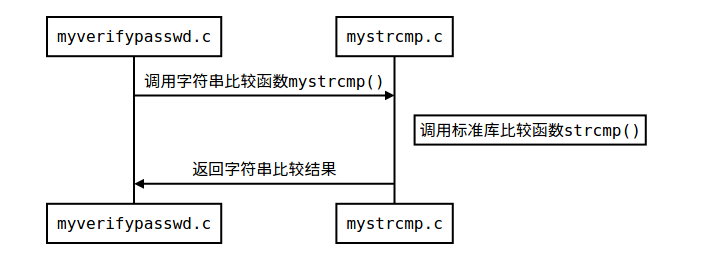 myverifypasswd.c
mystrcmp.c
调用字符串比较函数mystrcmp()
调用标准库比较函数strcmp()
返回字符串比较结果
myverifypasswd.c
mystrcmp.c